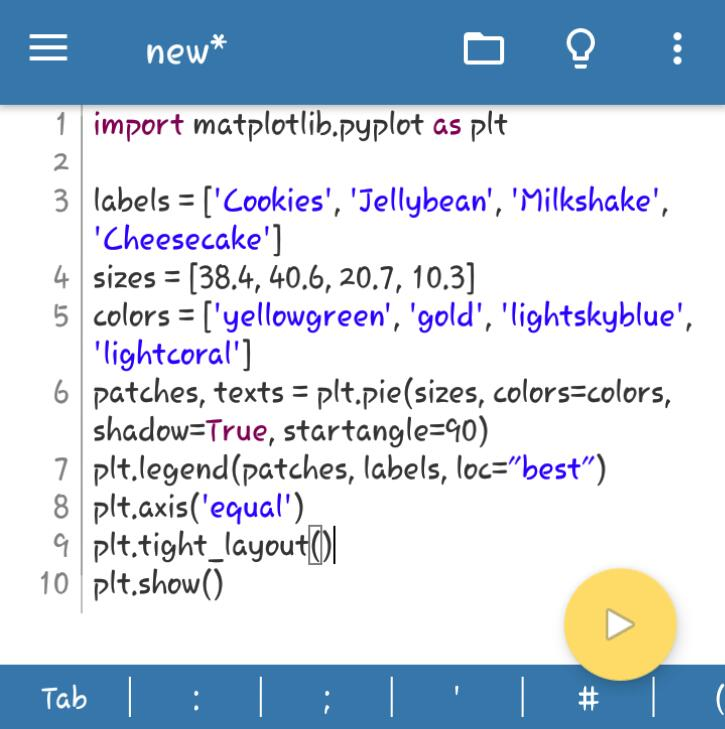 new*
1 import matplotlib.pyplot as plt
2
3 labels = ['Cookies', 'Jellybean', 'Milkshake',
'Cheesecake']
4 sizes = [38.4, 40.6, 20.7, 10.3]
5 colors = ['yellowgreen', 'gold', 'lightskyblue',
'lightcoral']
6 patches, texts = plt.pie(sizes, colors=colors,
shadow=True, startangle=90)
7 plt.legend(patches, labels, loc="best")
8 plt.axis('equal')
9 plt.tight_layout()
10 plt.show()
Tab : ; ' # (